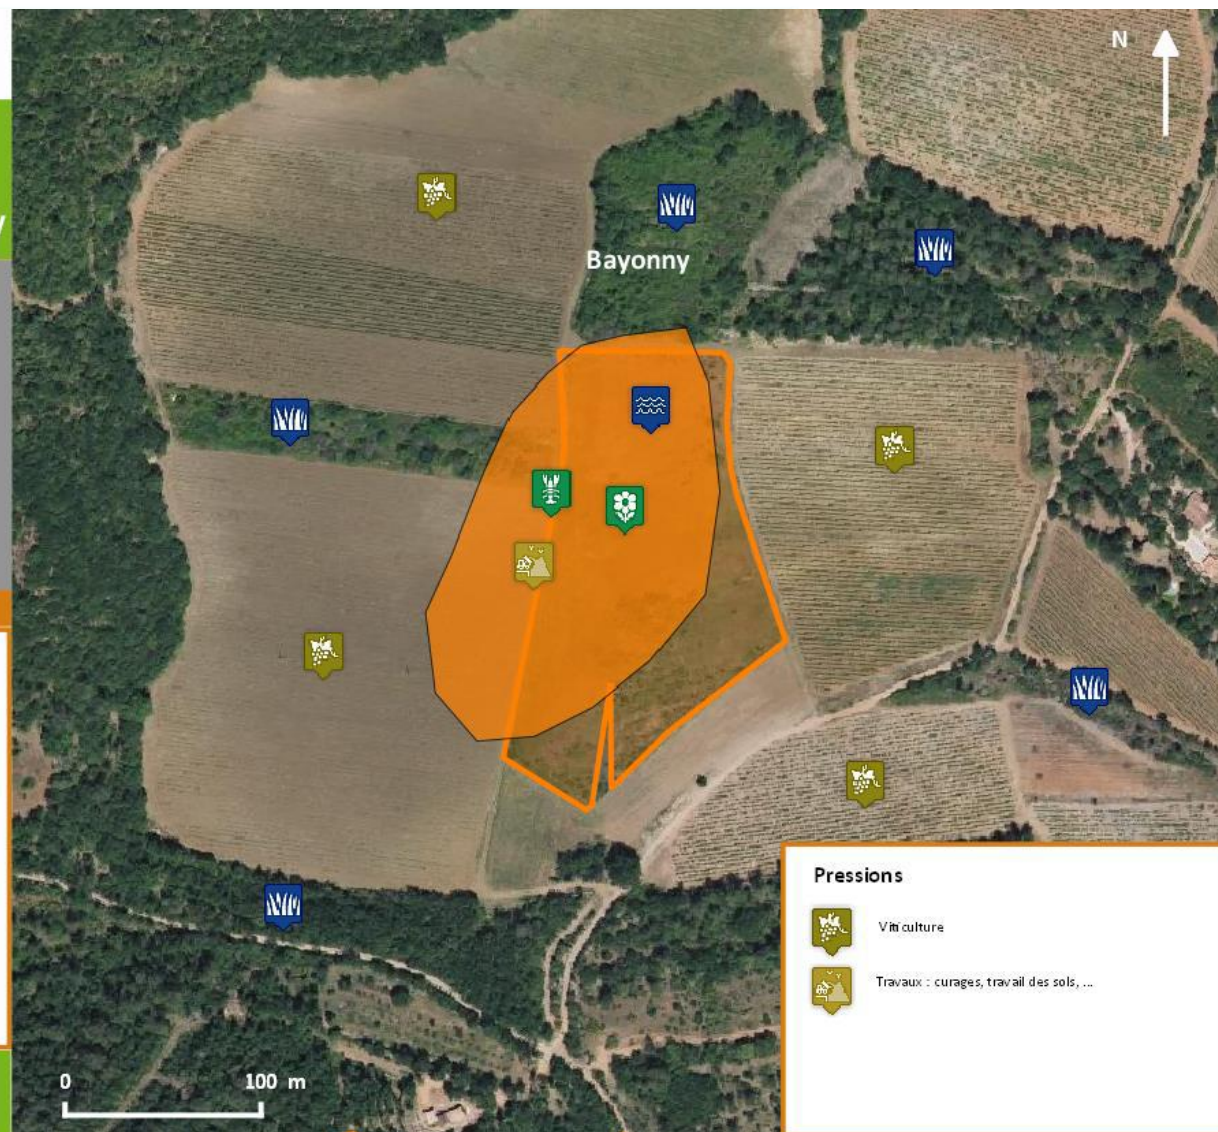 N
Bayonny
Pressions
Viticulture
Travaux : curages, travail des sols, ...
0 100 m